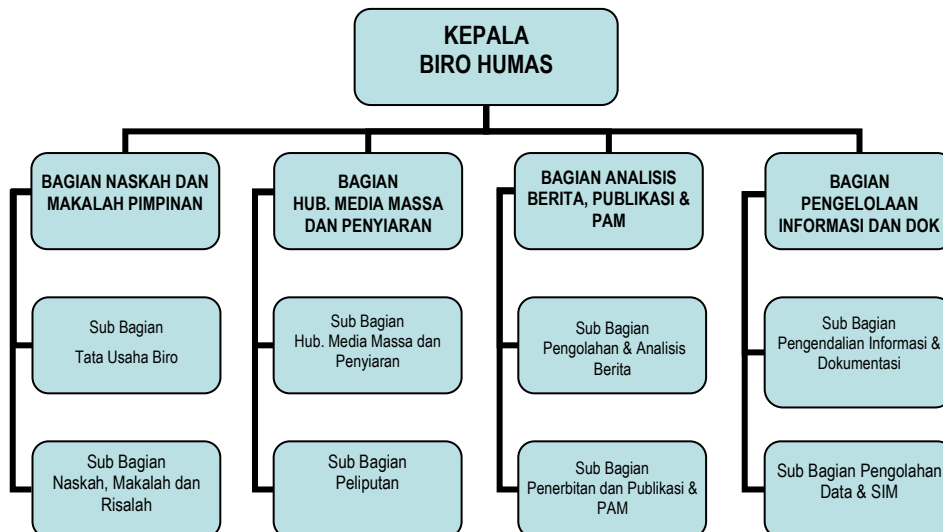 KEPALA
BIRO HUMAS
BAGIAN NASKAH DAN
MAKALAH PIMPINAN
BAGIAN
HUB. MEDIA MASSA
DAN PENYIARAN
BAGIAN ANALISIS
BERITA, PUBLIKASI &
PAM
BAGIAN
PENGELOLAAN
INFORMASI DAN DOK
Sub Bagian
Tata Usaha Biro
Sub Bagian
Hub. Media Massa dan
Penyiaran
Sub Bagian
Pengolahan & Analisis
Berita
Sub Bagian
Pengendalian Informasi &
Dokumentasi
Sub Bagian
Naskah, Makalah dan
Risalah
Sub Bagian
Peliputan
Sub Bagian
Penerbitan dan Publikasi &
PAM
Sub Bagian Pengolahan
Data & SIM